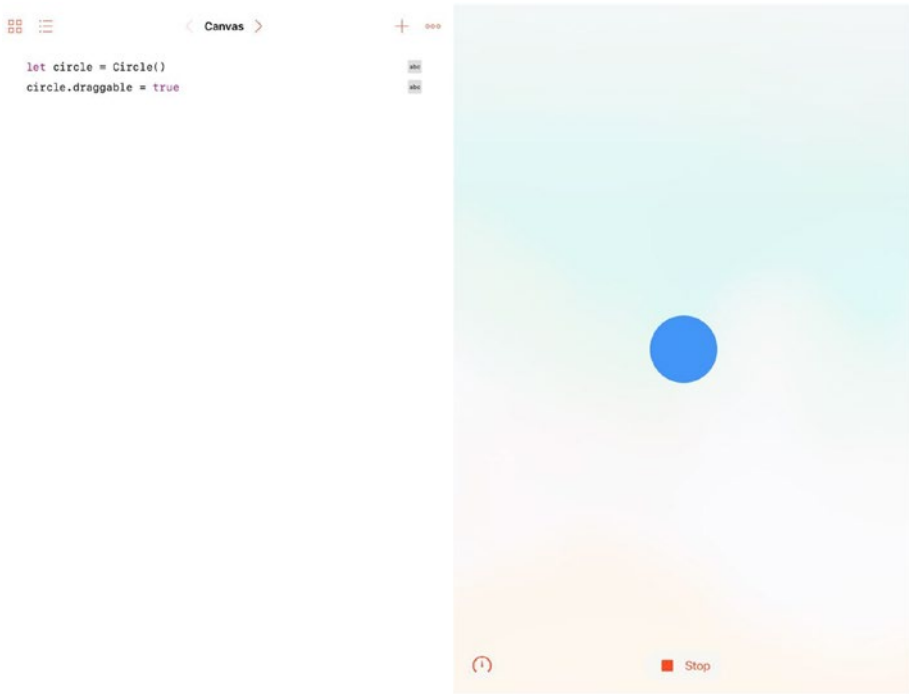 Canvas
let circle = Circle()
abc
circle.draggable = true
abc
Stop